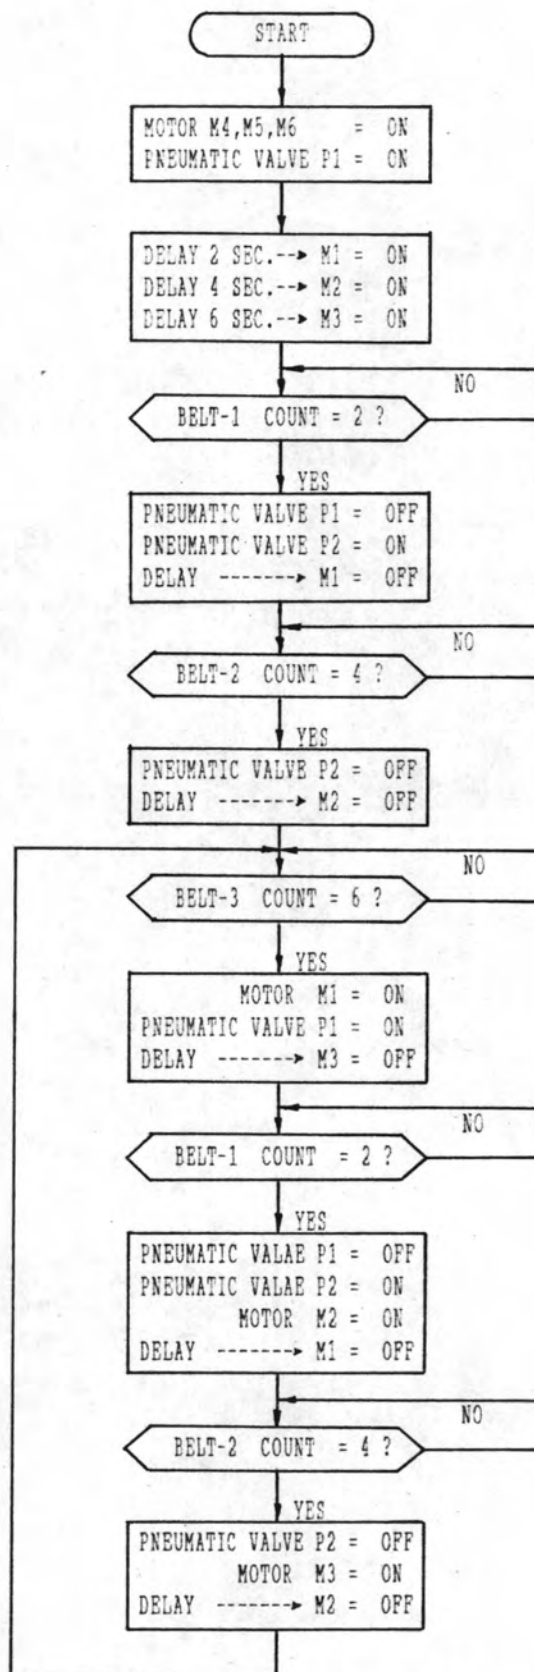 START
MOTOR M4,M5,M6 = ON
PNEUMATIC VALVE P1 = ON
DELAY 2 SEC.--► M1 = ON
DELAY 4 SEC.--► M2 = ON
DELAY 6 SEC.--► M3 = ON
NO
BELT-1 COUNT = 2 ?
YES
PNEUMATIC VALVE P1 = OFF
PNEUMATIC VALVE P2 = ON
DELAY -------► M1 = OFF
NO
BELT-2 COUNT = 4 ?
YES
PNEUMATIC VALVE P2 = OFF
DELAY -------► M2 = OFF
NO
BELT-3 COUNT = 6 ?
YES
MOTOR M1 = ON
PNEUMATIC VALVE P1 = ON
DELAY -------► M3 = OFF
NO
BELT-1 COUNT = 2 ?
YES
PNEUMATIC VALAE P1 = OFF
PNEUMATIC VALAE P2 = ON
MOTOR M2 = ON
DELAY -------► M1 = OFF
NO
BELT-2 COUNT = 4 ?
YES
PNEUMATIC VALVE P2 = OFF
MOTOR M3 = ON
DELAY -------► M2 = OFF